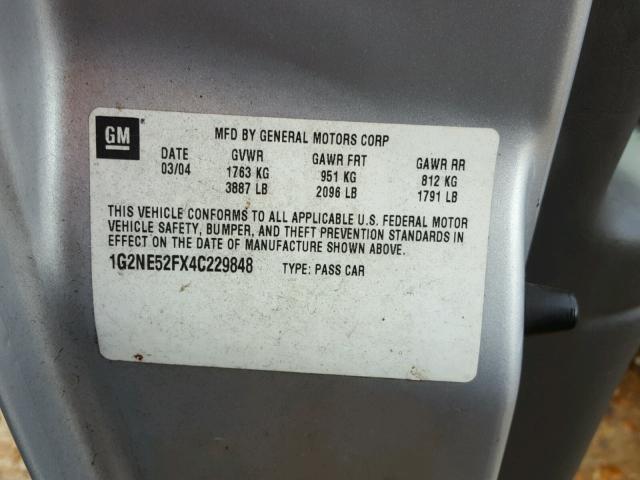 GM MFD BY GENERAL MOTORS CORP
DATE GVWR GAWR FRT GAWR RR
03/04 1763 KG 951 KG 812 KG
3887 LB 2096 LB 1791 LB
THIS VEHICLE CONFORMS TO ALL APPLICABLE U.S. FEDERAL MOTOR
VEHICLE SAFETY, BUMPER, AND THEFT PREVENTION STANDARDS IN
EFFECT ON THE DATE OF MANUFACTURE SHOWN ABOVE.
1G2NE52FX4C229848 TYPE: PASS CAR